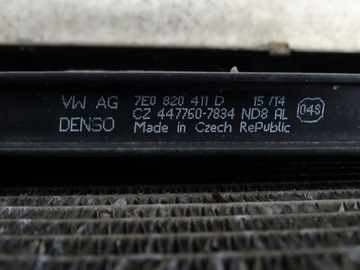 VW AG 7E0 820 411 D 15/14
DENSO CZ 447760-7834 ND8 AL 048
Made in Czech RePublic